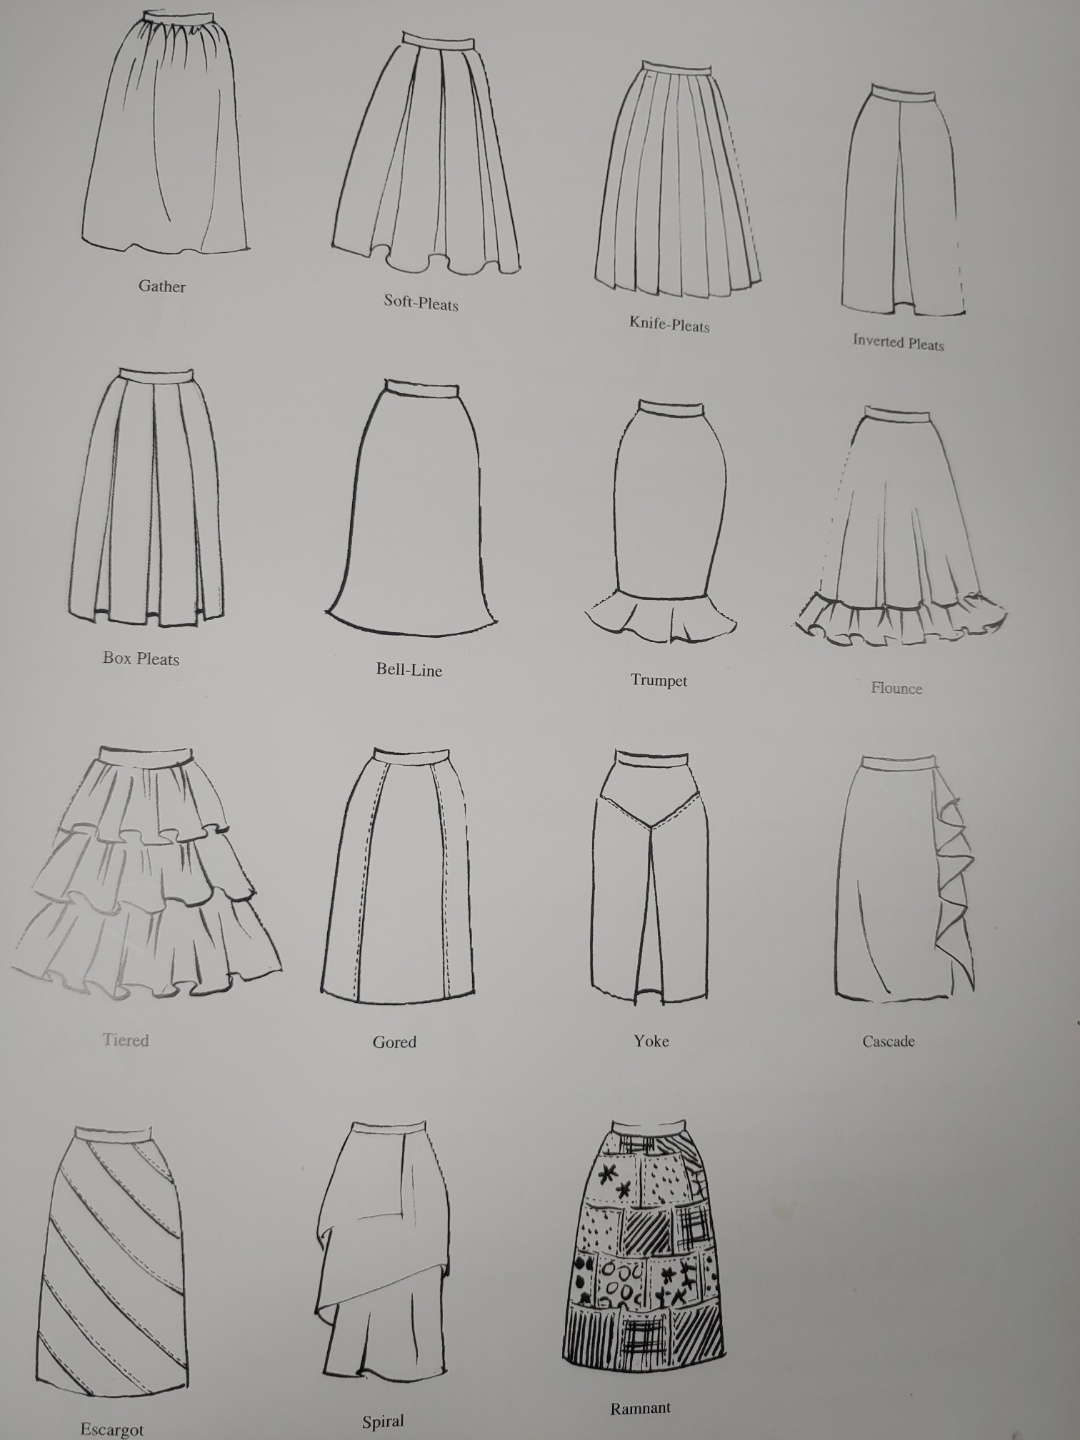 Gather
Soft-Pleats
Knife-Pleats
Inverted Pleats
Box Pleats
Bell-Line
Trumpet
Flounce
Tiered
Gored
Yoke
Cascade
Escargot
Spiral
Ramnant